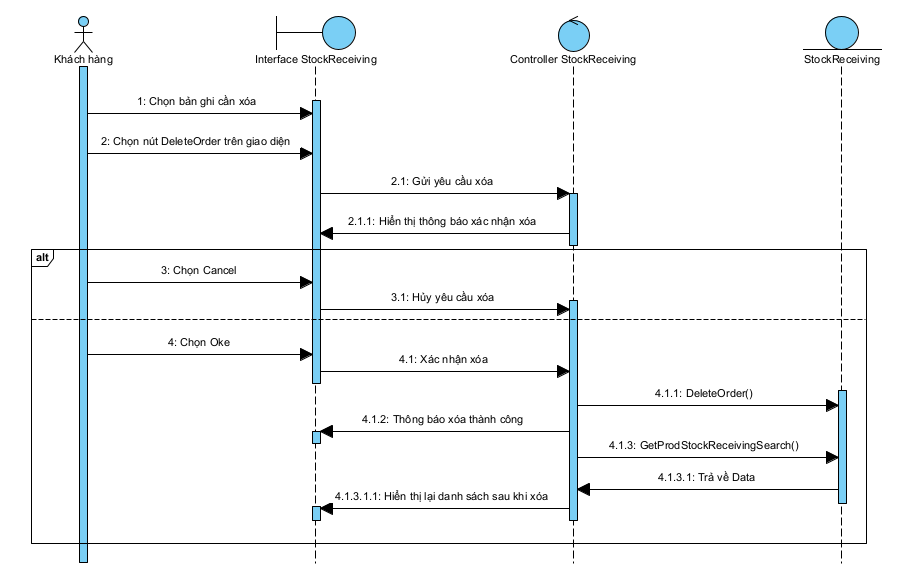 Khách hàng
Interface StockReceiving
Controller StockReceiving
StockReceiving
1: Chọn bản ghi cần xóa
2: Chọn nút DeleteOrder trên giao diện
2.1: Gửi yêu cầu xóa
2.1.1: Hiển thị thông báo xác nhận xóa
alt
3: Chọn Cancel
3.1: Hủy yêu cầu xóa
4: Chọn Oke
4.1: Xác nhận xóa
4.1.1: DeleteOrder()
4.1.2: Thông báo xóa thành công
4.1.3: GetProdStockReceivingSearch()
4.1.3.1: Trả về Data
4.1.3.1.1: Hiển thị lại danh sách sau khi xóa